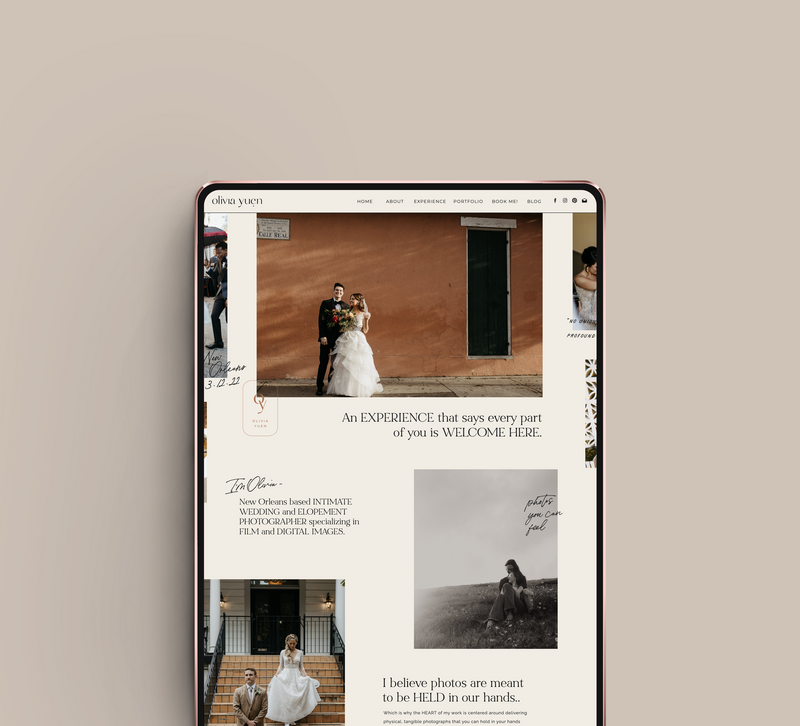 olivia yuen
HOME ABOUT EXPERIENCE PORTFOLIO BOOK ME! BLOG
CALLE REAL
New
Orleans
3-12-22
"NO UNION
PROFOUND
OLIVIA
YUEN
An EXPERIENCE that says every part
of you is WELCOME HERE.
I'm Olivia -
New Orleans based INTIMATE
WEDDING and ELOPEMENT
PHOTOGRAPHER specializing in
FILM and DIGITAL IMAGES.
photos
you can
feel
I believe photos are meant
to be HELD in our hands..
Which is why the HEART of my work is centered around delivering
physical, tangible photographs that you can hold in your hands